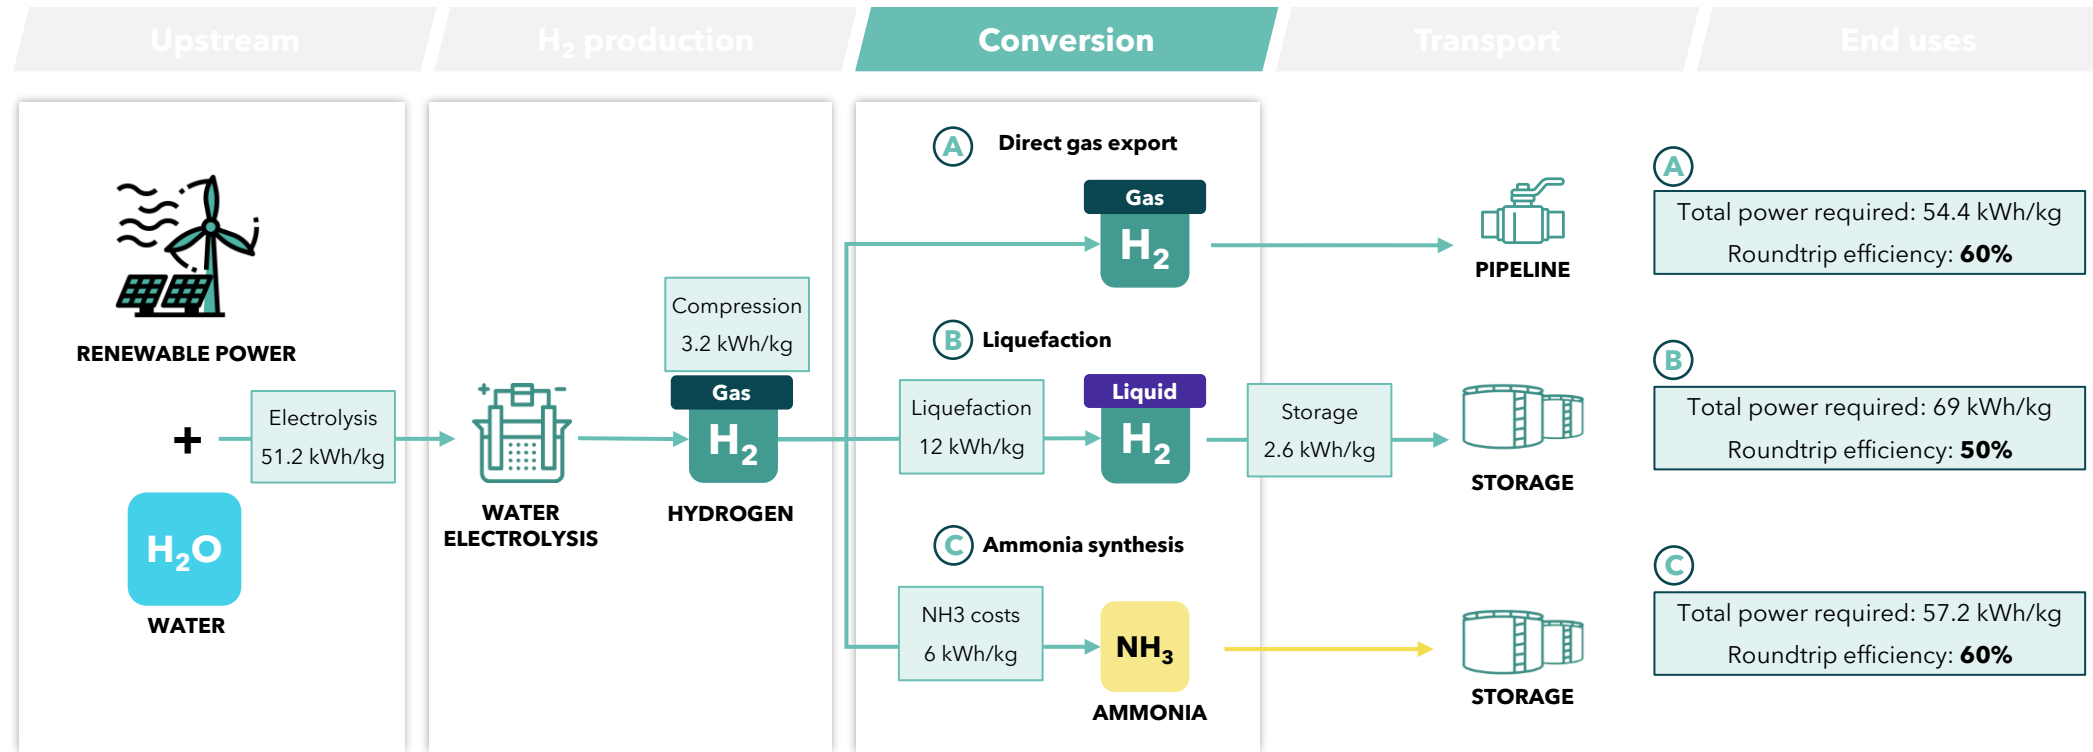 Upstream
H₂ production
Conversion
Transport
End uses
RENEWABLE POWER
+
H₂O
WATER
Electrolysis
51.2 kWh/kg
WATER
ELECTROLYSIS
Compression
3.2 kWh/kg
Gas
H₂
HYDROGEN
A
Direct gas export
Gas
H₂
PIPELINE
A
Total power required: 54.4 kWh/kg
Roundtrip efficiency: 60%
B
Liquefaction
Liquefaction
12 kWh/kg
Liquid
H₂
Storage
2.6 kWh/kg
STORAGE
B
Total power required: 69 kWh/kg
Roundtrip efficiency: 50%
C
Ammonia synthesis
NH3 costs
6 kWh/kg
NH₃
AMMONIA
STORAGE
C
Total power required: 57.2 kWh/kg
Roundtrip efficiency: 60%